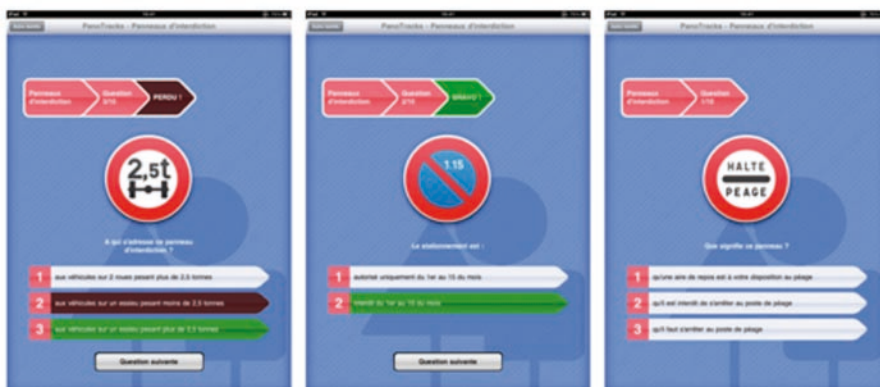 PanoTracks - Panneaux d'interdiction
Panneaux
d'interdiction
Question
3/15
PERDU !
2,5t
A qui s'adresse ce panneau
d'interdiction ?
1 aux véhicules sur 2 roues pesant plus de 2,5 tonnes
2 aux véhicules sur un essieu pesant moins de 2,5 tonnes
3 aux véhicules sur un essieu pesant plus de 2,5 tonnes
Question suivante
PanoTracks - Panneaux d'interdiction
Panneaux
d'interdiction
Question
BRAVO !
1.15
Le stationnement est :
1 autorisé uniquement du 1er au 15 du mois
2 interdit du 1er au 15 du mois
Question suivante
PanoTracks - Panneaux d'interdiction
Panneaux
d'interdiction
Question
1/15
HALTE
PEAGE
Que signifie ce panneau ?
1 qu'une aire de repos est à votre disposition au péage
2 qu'il est interdit de s'arrêter au poste de péage
3 qu'il faut s'arrêter au poste de péage